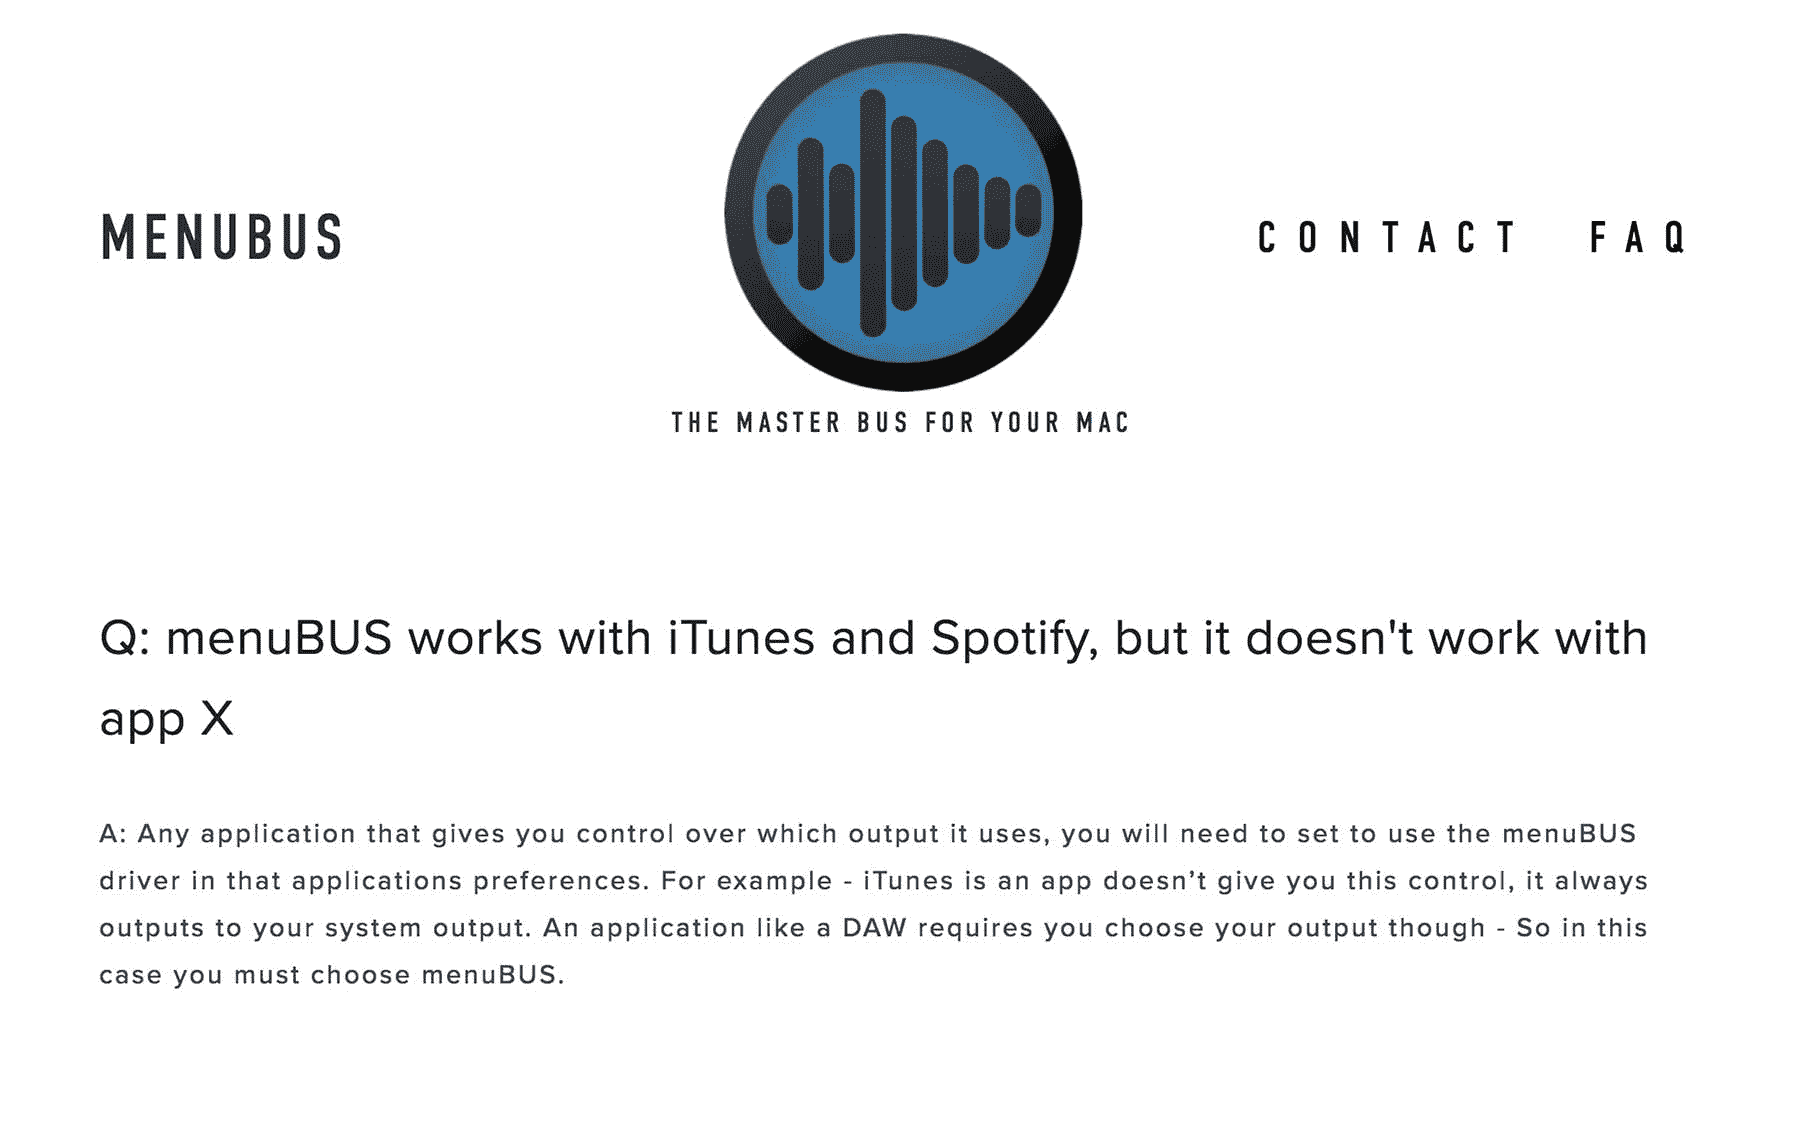 MENUBUS
CONTACT FAQ
THE MASTER BUS FOR YOUR MAC
Q: menuBUS works with iTunes and Spotify, but it doesn't work with
app X
A: Any application that gives you control over which output it uses, you will need to set to use the menuBUS
driver in that applications preferences. For example - iTunes is an app doesn’t give you this control, it always
outputs to your system output. An application like a DAW requires you choose your output though - So in this
case you must choose menuBUS.